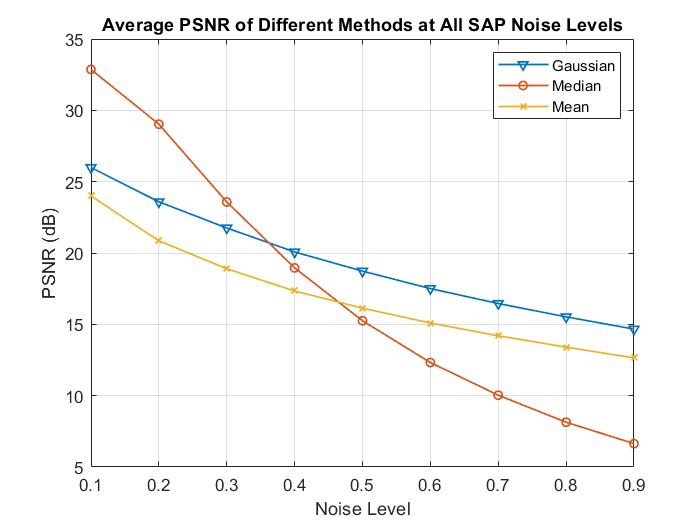 Average PSNR of Different Methods at All SAP Noise Levels
Gaussian
Median
Mean
PSNR (dB)
35
30
25
20
15
10
5
0.1 0.2 0.3 0.4 0.5 0.6 0.7 0.8 0.9
Noise Level